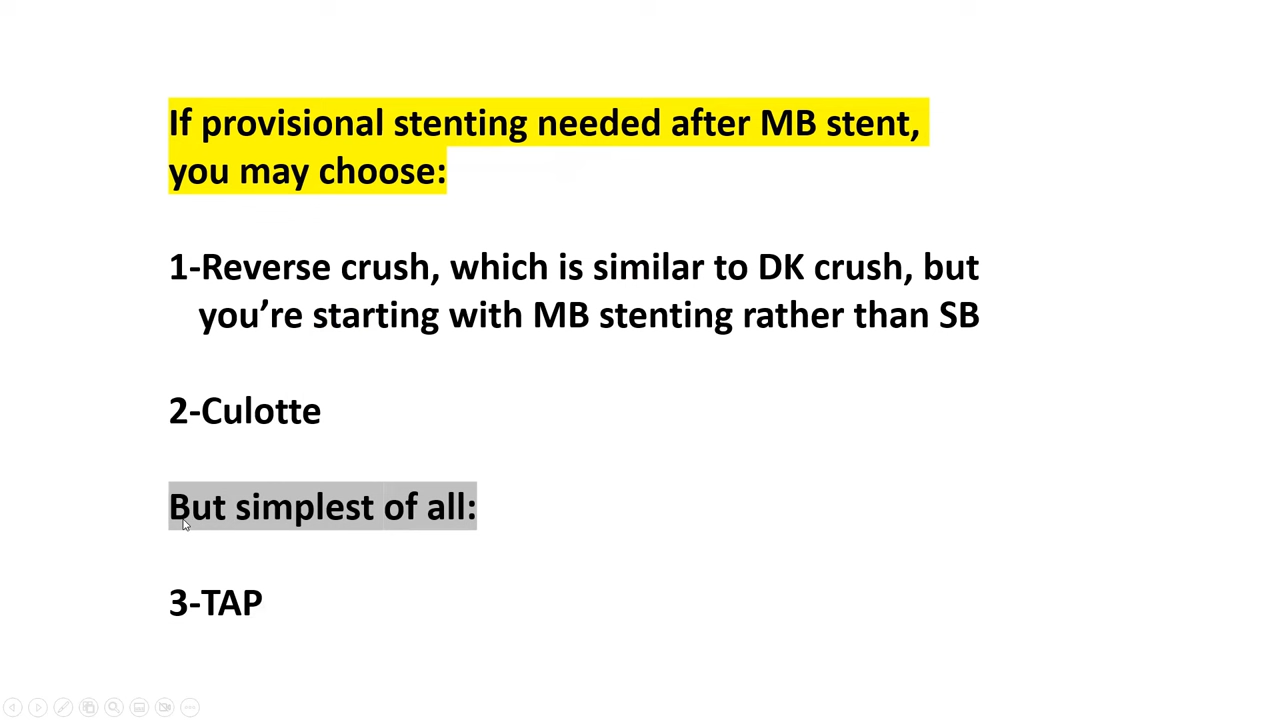 If provisional stenting needed after MB stent,
you may choose:
1-Reverse crush, which is similar to DK crush, but
you’re starting with MB stenting rather than SB
2-Culotte
But simplest of all:
3-TAP